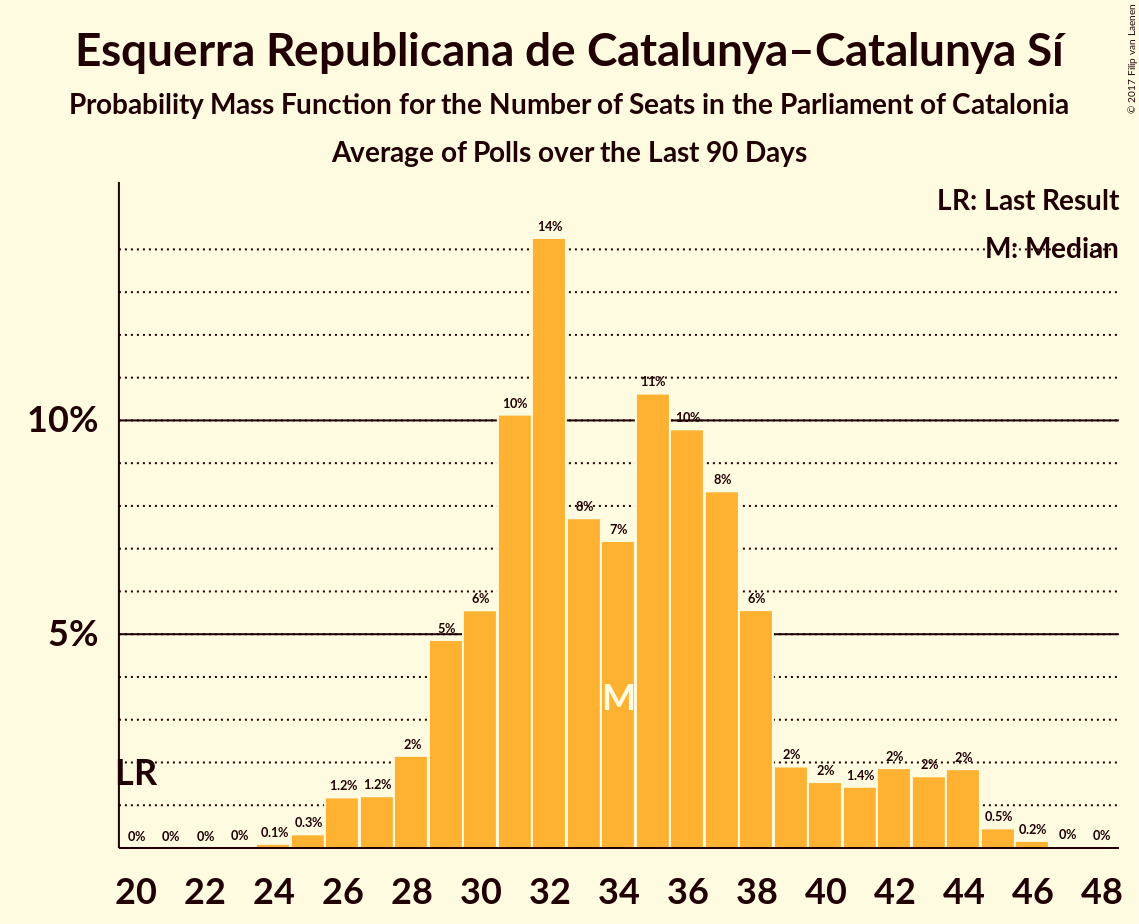 Esquerra Republicana de Catalunya–Catalunya Sí
Probability Mass Function for the Number of Seats in the Parliament of Catalonia
Average of Polls over the Last 90 Days
© 2017 Filip van Laenen
LR: Last Result
M: Median
10%
5%
LR
M
0% 0% 0% 0% 0.1% 0.3% 1.2% 1.2% 2% 5% 6% 10% 14% 8% 7% 11% 10% 8% 6% 2% 2% 1.4% 2% 2% 2% 0.5% 0.2% 0% 0%
20 22 24 26 28 30 32 34 36 38 40 42 44 46 48